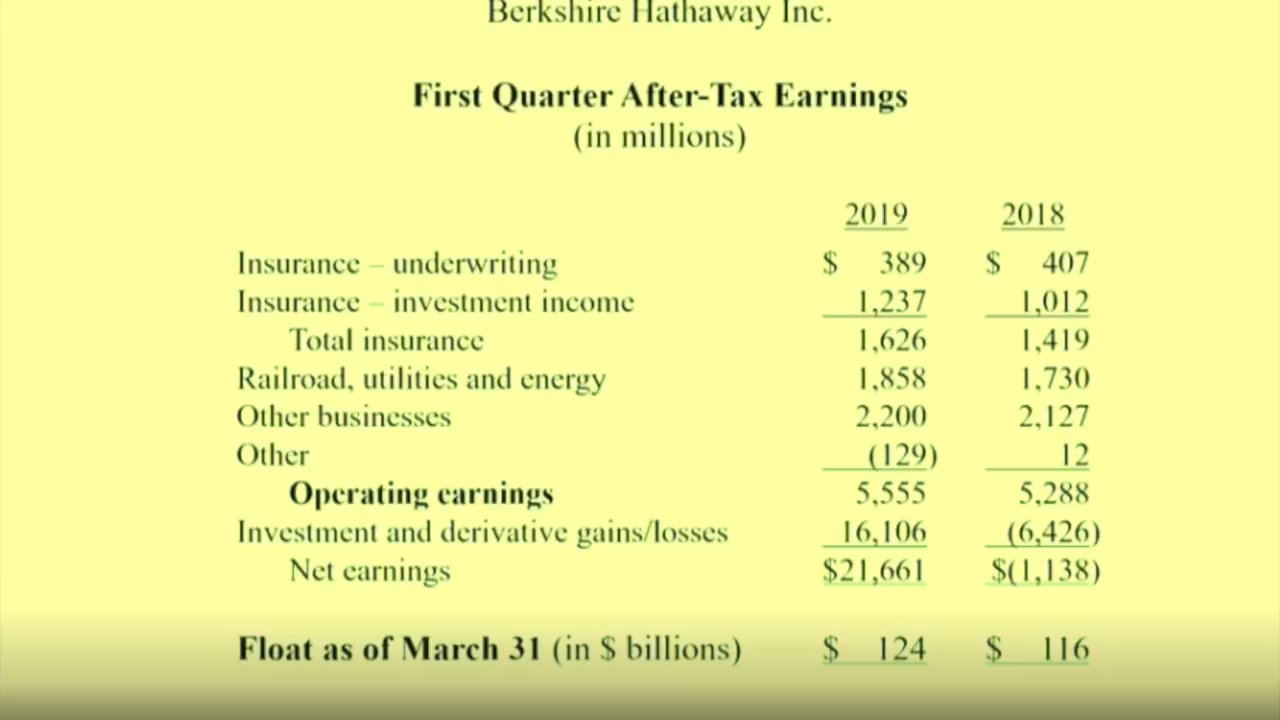 Berkshire Hathaway Inc.
First Quarter After-Tax Earnings
(in millions)
2019 2018
Insurance – underwriting $ 389 $ 407
Insurance – investment income 1,237 1,012
Total insurance 1,626 1,419
Railroad, utilities and energy 1,858 1,730
Other businesses 2,200 2,127
Other (129) 12
Operating earnings 5,555 5,288
Investment and derivative gains/losses 16,106 (6,426)
Net earnings $21,661 $(1,138)
Float as of March 31 (in $ billions) $ 124 $ 116